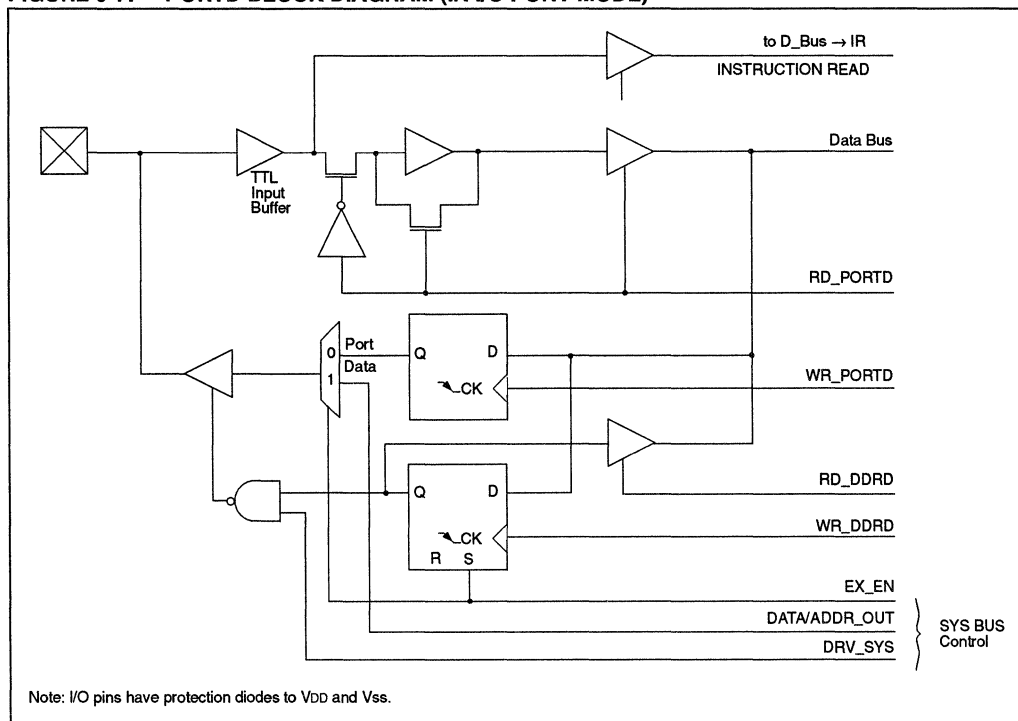 to D_Bus → IR
INSTRUCTION READ
Data Bus
TTL
Input
Buffer
RD_PORTD
0
Port
Data
1
Q
D
CK
WR_PORTD
RD_DDRD
Q
D
CK
R
S
WR_DDRD
EX_EN
DATA/ADDR_OUT
DRV_SYS
SYS BUS
Control
Note: I/O pins have protection diodes to VDD and VSS.